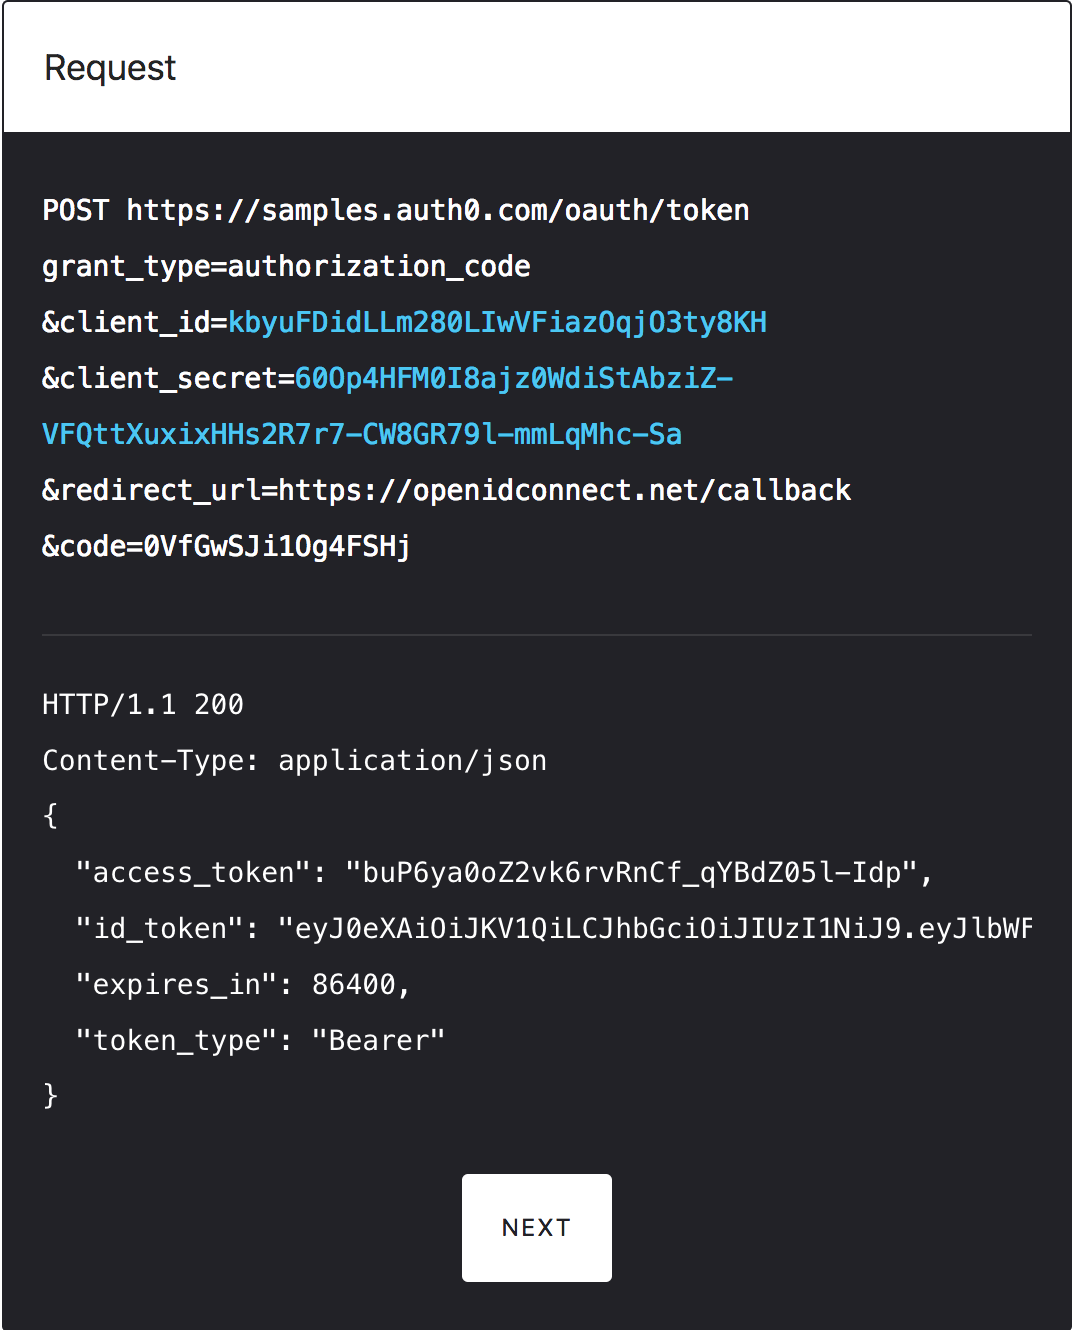 Request
POST https://samples.auth0.com/oauth/token
grant_type=authorization_code
&client_id=kbyuFDidLLm280LIwVFiazOqjO3ty8KH
&client_secret=60Op4HFM0I8ajz0WdiStAbziZ-
VFQttXuxixHHs2R7r7-CW8GR79l-mmLqMhc-Sa
&redirect_url=https://openidconnect.net/callback
&code=0VfGwSJi1Og4FSHj
HTTP/1.1 200
Content-Type: application/json
{
  "access_token": "buP6ya0oZ2vk6rvRnCf_qYBdZ05l-Idp",
  "id_token": "eyJ0eXAiOiJKV1QiLCJhbGciOiJIUzI1NiJ9.eyJlbWF
  "expires_in": 86400,
  "token_type": "Bearer"
}
NEXT